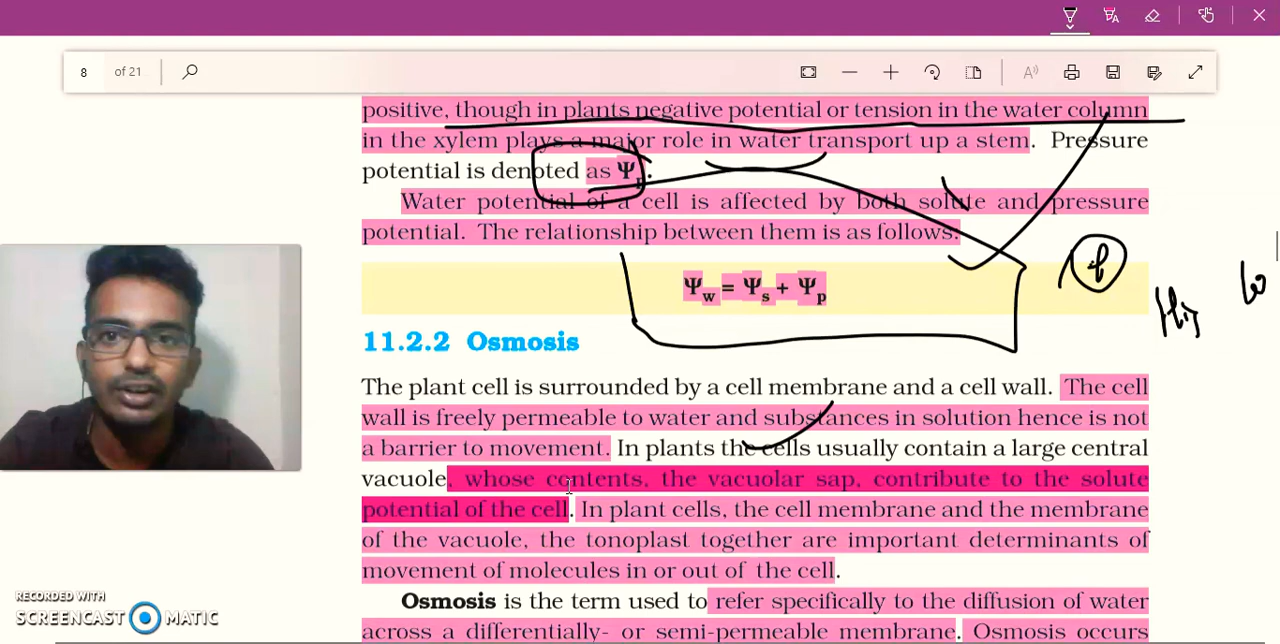 8 of 21
positive, though in plants negative potential or tension in the water column
in the xylem plays a major role in water transport up a stem. Pressure
potential is denoted as Ψp.
Water potential of a cell is affected by both solute and pressure
potential. The relationship between them is as follows:
Ψw = Ψs + Ψp
11.2.2 Osmosis
The plant cell is surrounded by a cell membrane and a cell wall. The cell
wall is freely permeable to water and substances in solution hence is not
a barrier to movement. In plants the cells usually contain a large central
vacuole, whose contents, the vacuolar sap, contribute to the solute
potential of the cell. In plant cells, the cell membrane and the membrane
of the vacuole, the tonoplast together are important determinants of
movement of molecules in or out of the cell.
Osmosis is the term used to refer specifically to the diffusion of water
across a differentially- or semi-permeable membrane. Osmosis occurs
RECORDED WITH
SCREENCAST MATIC